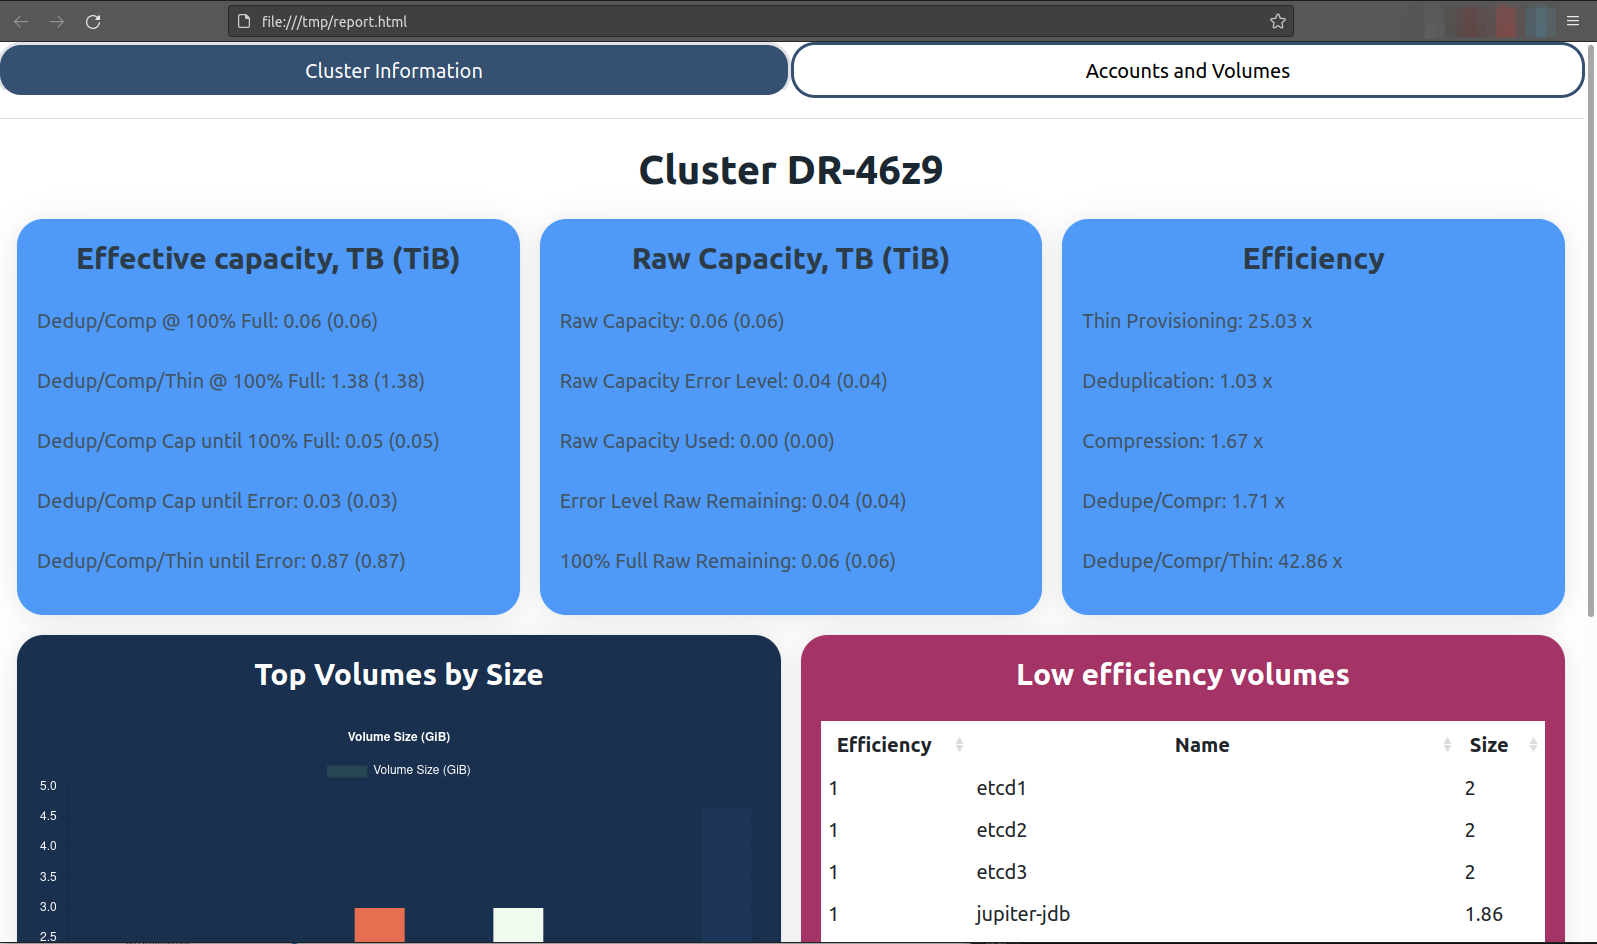 file:///tmp/report.html
Cluster Information
Accounts and Volumes
Cluster DR-46z9
Effective capacity, TB (TiB)
Dedup/Comp @ 100% Full: 0.06 (0.06)
Dedup/Comp/Thin @ 100% Full: 1.38 (1.38)
Dedup/Comp Cap until 100% Full: 0.05 (0.05)
Dedup/Comp Cap until Error: 0.03 (0.03)
Dedup/Comp/Thin until Error: 0.87 (0.87)
Raw Capacity, TB (TiB)
Raw Capacity: 0.06 (0.06)
Raw Capacity Error Level: 0.04 (0.04)
Raw Capacity Used: 0.00 (0.00)
Error Level Raw Remaining: 0.04 (0.04)
100% Full Raw Remaining: 0.06 (0.06)
Efficiency
Thin Provisioning: 25.03 x
Deduplication: 1.03 x
Compression: 1.67 x
Dedupe/Compr: 1.71 x
Dedupe/Compr/Thin: 42.86 x
Top Volumes by Size
Volume Size (GiB)
Volume Size (GiB)
5.0
4.5
4.0
3.5
3.0
2.5
Low efficiency volumes
Efficiency Name Size
1 etcd1 2
1 etcd2 2
1 etcd3 2
1 jupiter-jdb 1.86